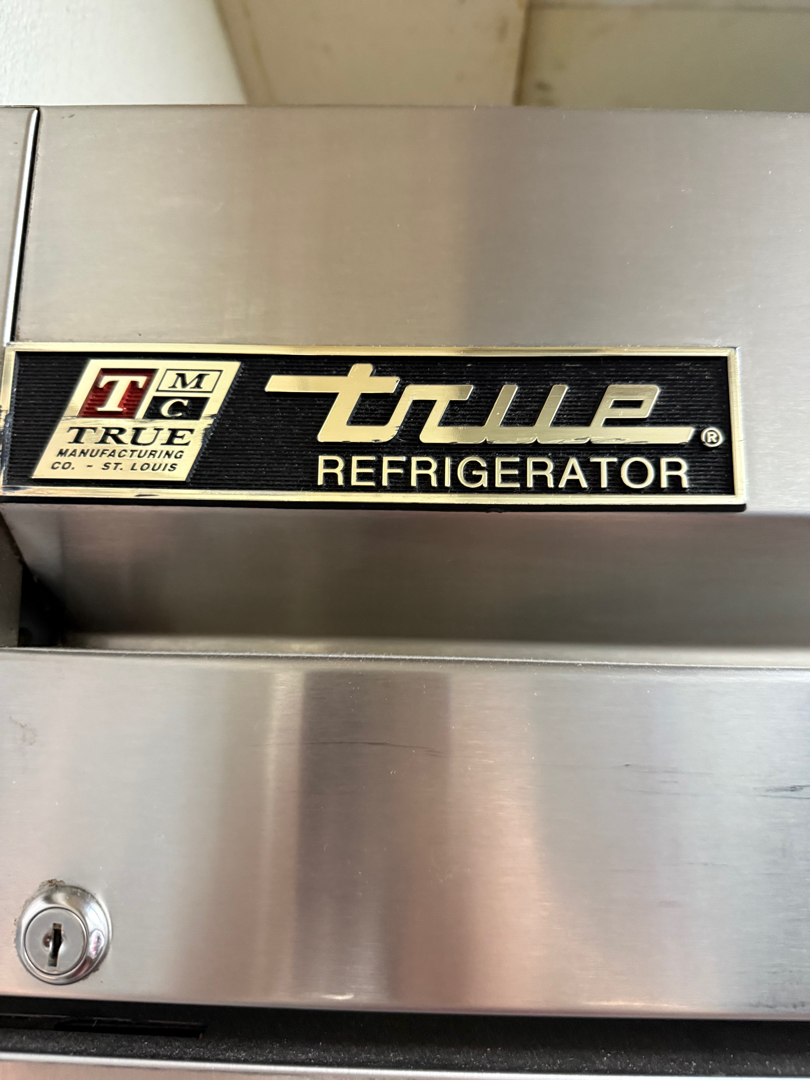 T M
C
TRUE
MANUFACTURING
CO. - ST. LOUIS
true®
REFRIGERATOR